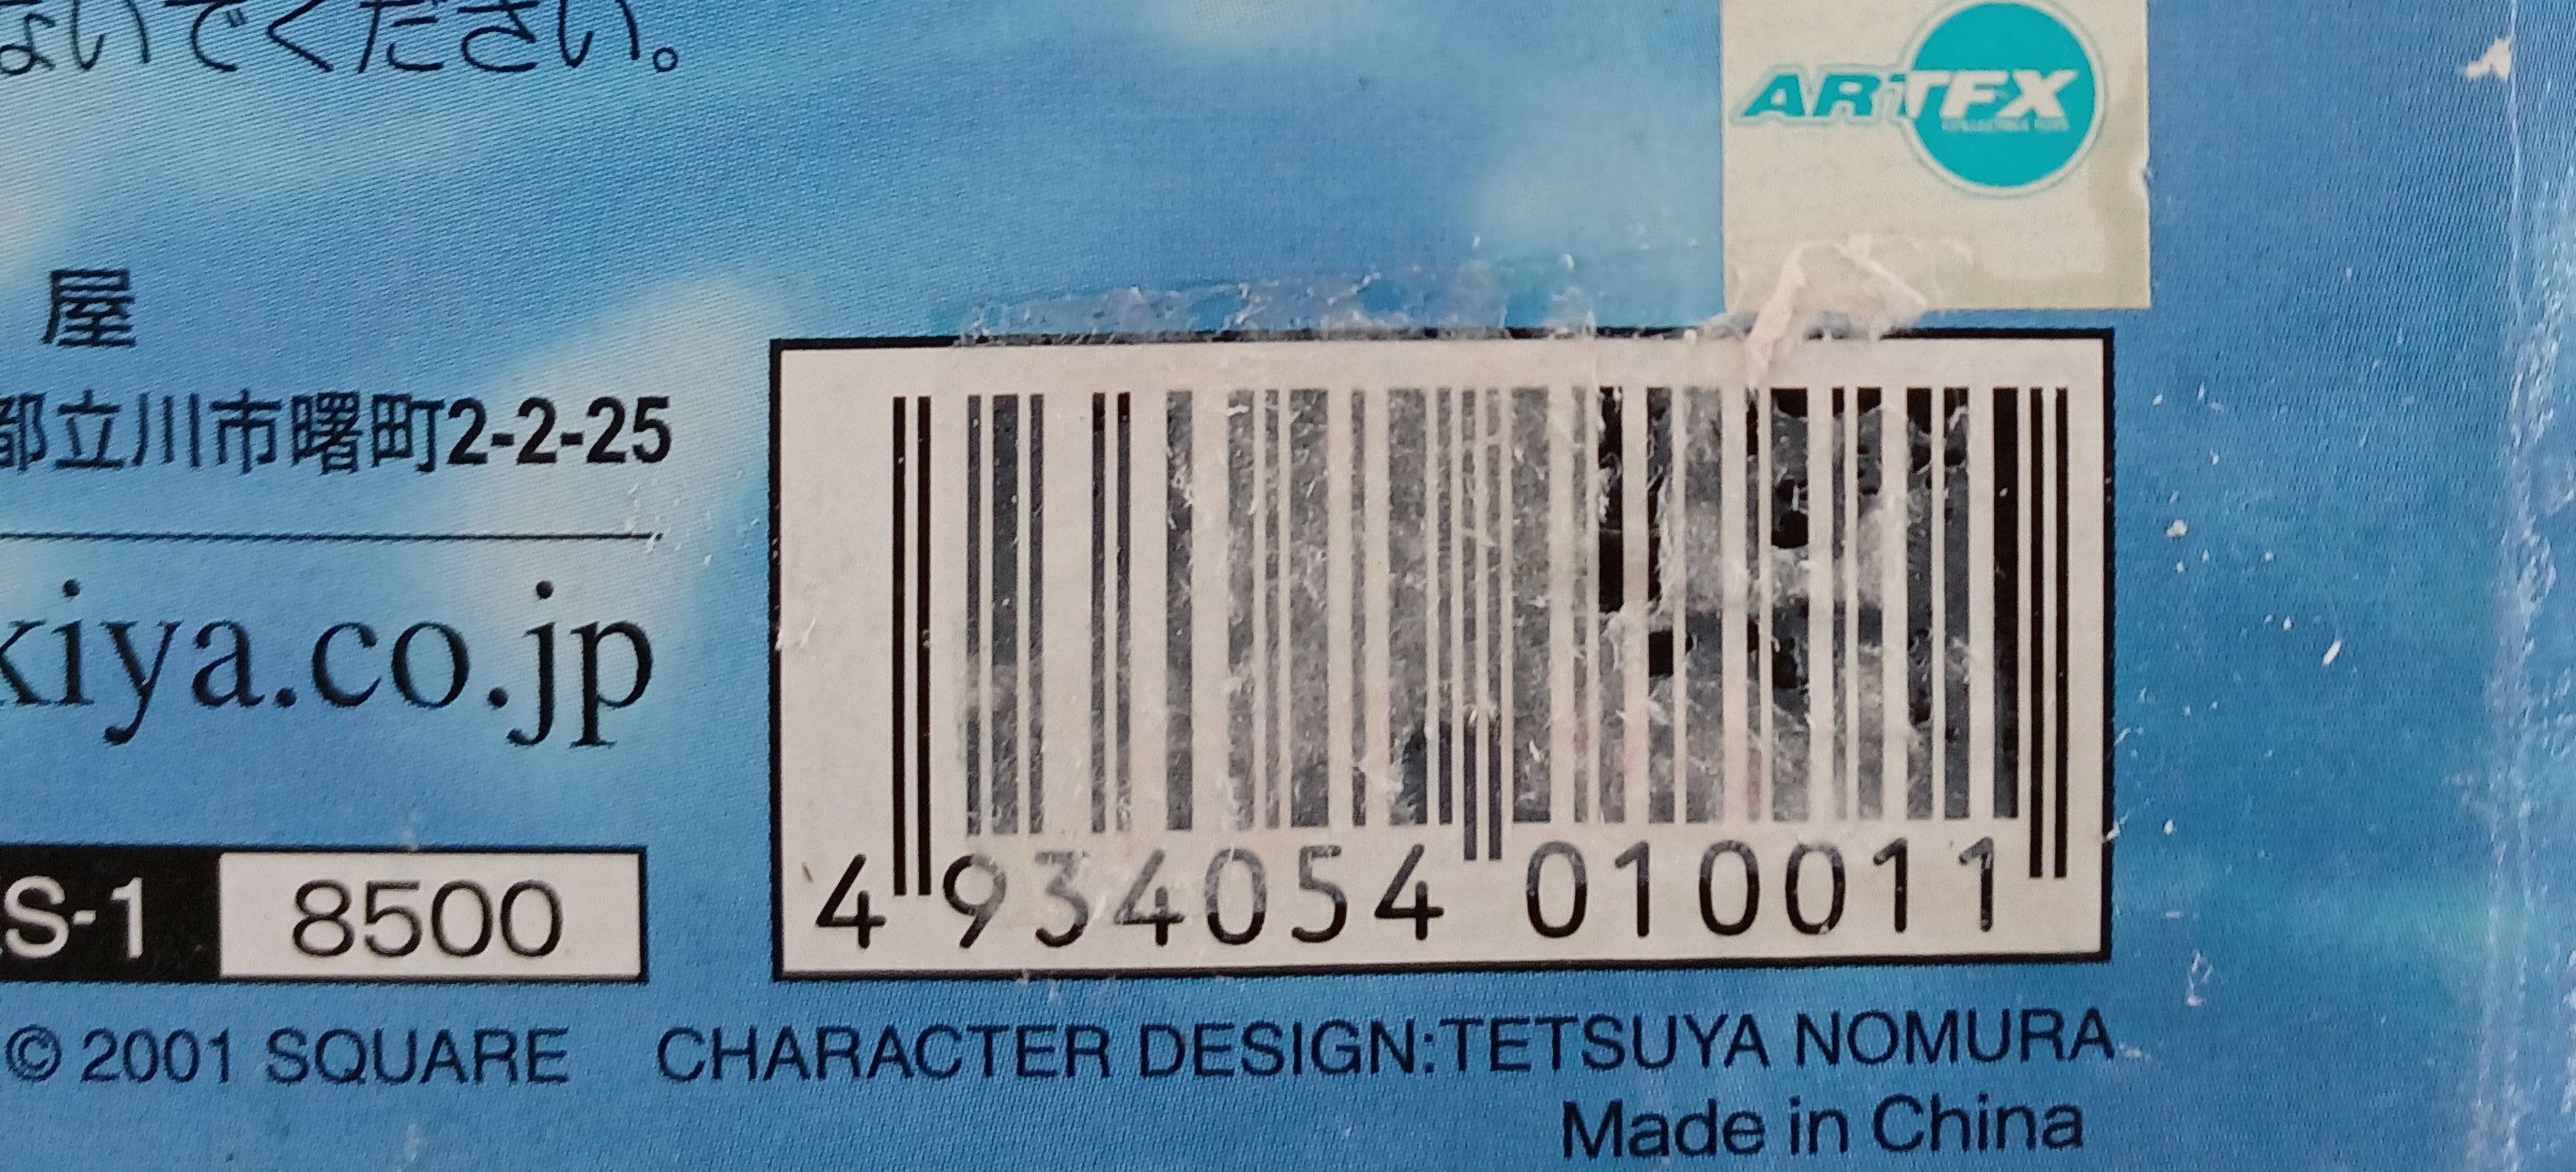 ないでください。
ARTFX
屋
都立川市曙町2-2-25
kiya.co.jp
S-1 8500
4 934054 010011
© 2001 SQUARE CHARACTER DESIGN:TETSUYA NOMURA
Made in China